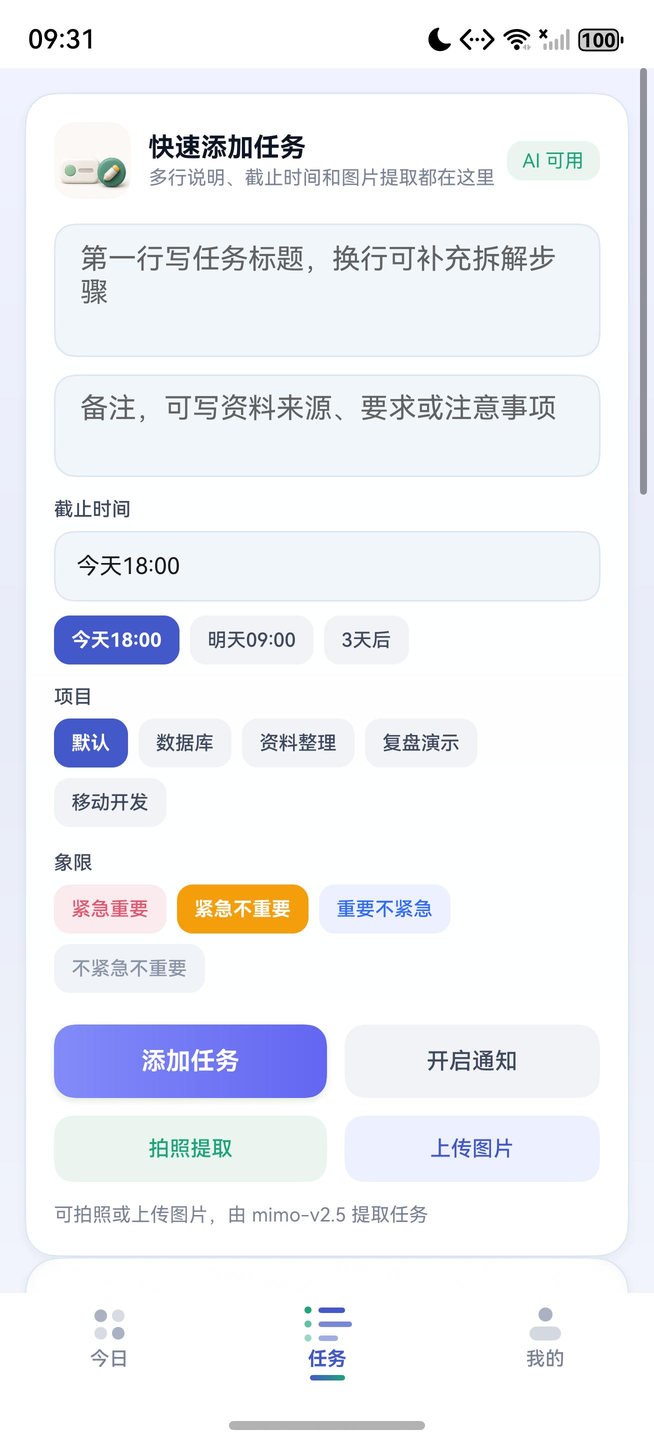 09:31
100
快速添加任务
多行说明、截止时间和图片提取都在这里
AI 可用
第一行写任务标题，换行可补充拆解步
骤
备注，可写资料来源、要求或注意事项
截止时间
今天18:00
今天18:00 明天09:00 3天后
项目
默认 数据库 资料整理 复盘演示
移动开发
象限
紧急重要 紧急不重要 重要不紧急
不紧急不重要
添加任务 开启通知
拍照提取 上传图片
可拍照或上传图片，由 mimo-v2.5 提取任务
今日 任务 我的